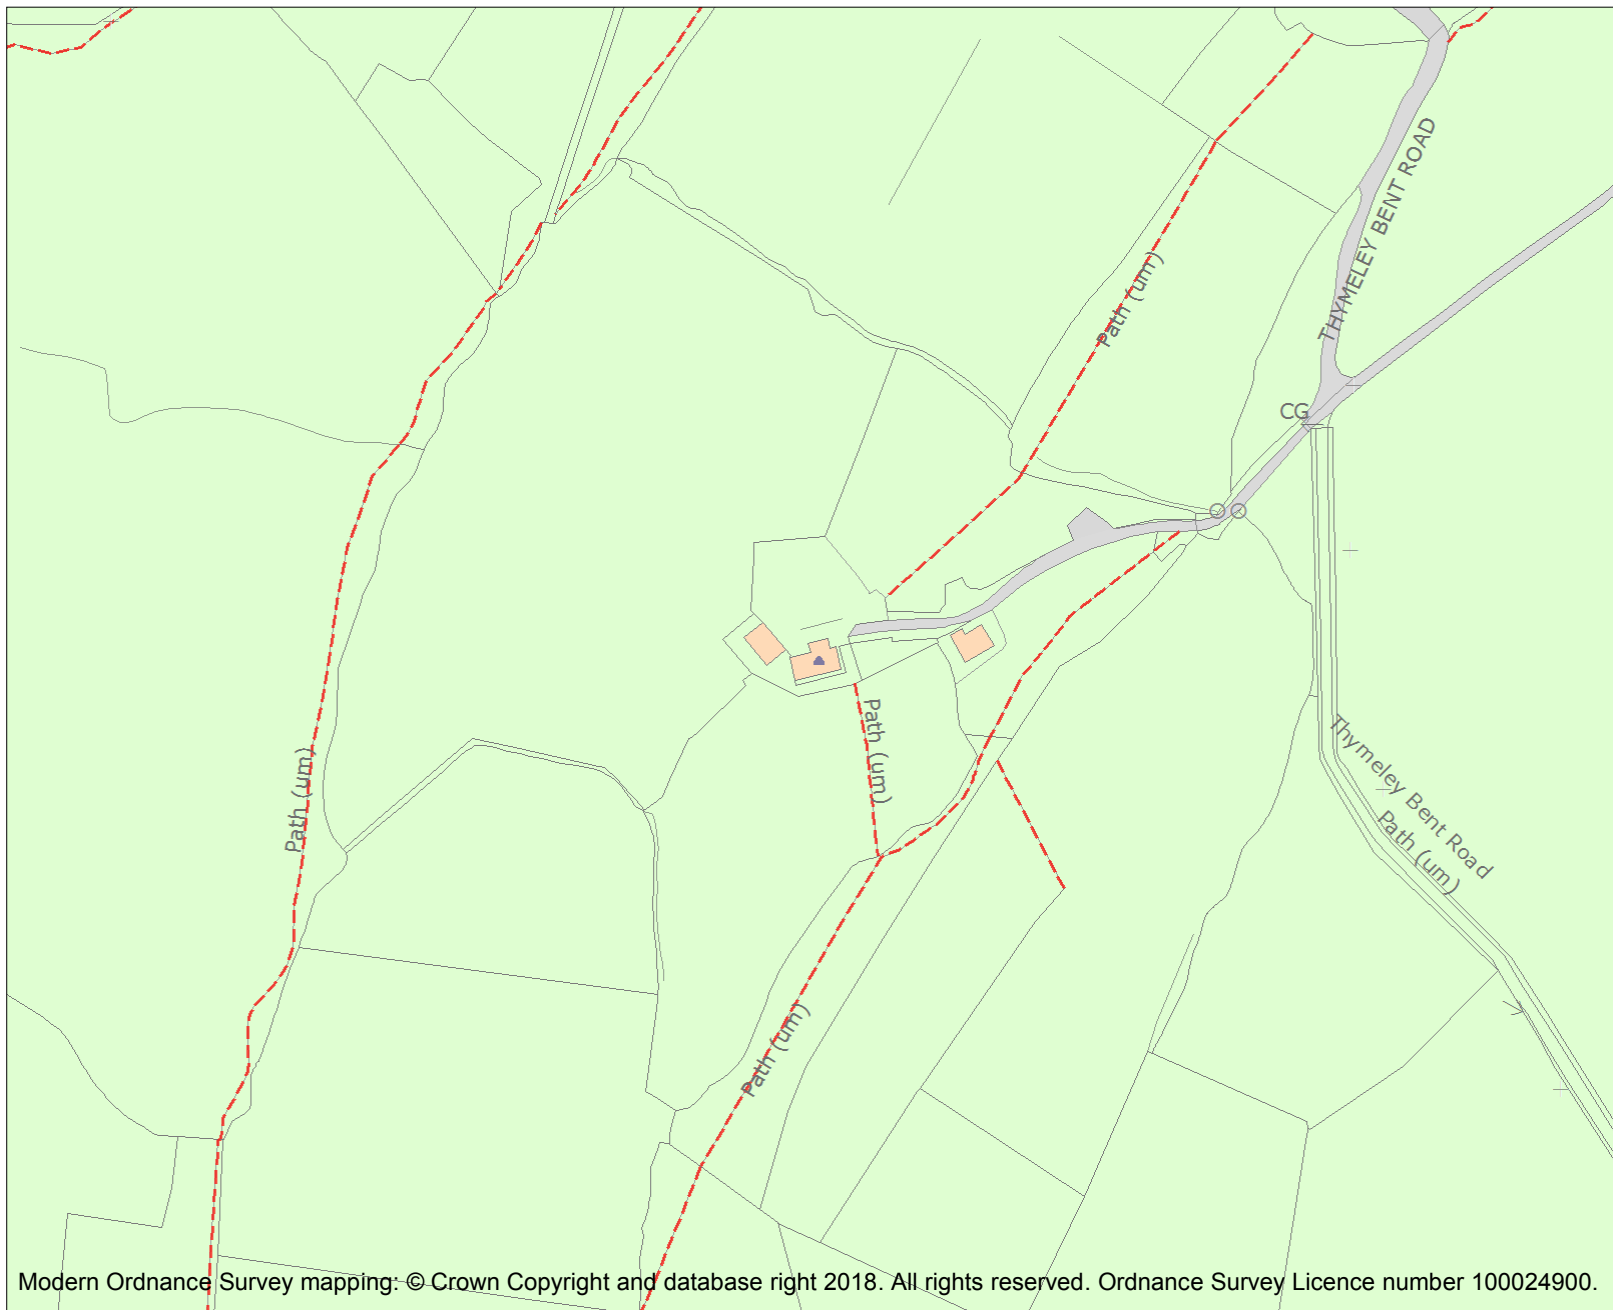 THYMELEY BENT ROAD
Path (um)
CG
Path (um)
Path (um)
Thymeley Bent Road
Path (um)
Path (um)
Modern Ordnance Survey mapping: © Crown Copyright and database right 2018. All rights reserved. Ordnance Survey Licence number 100024900.